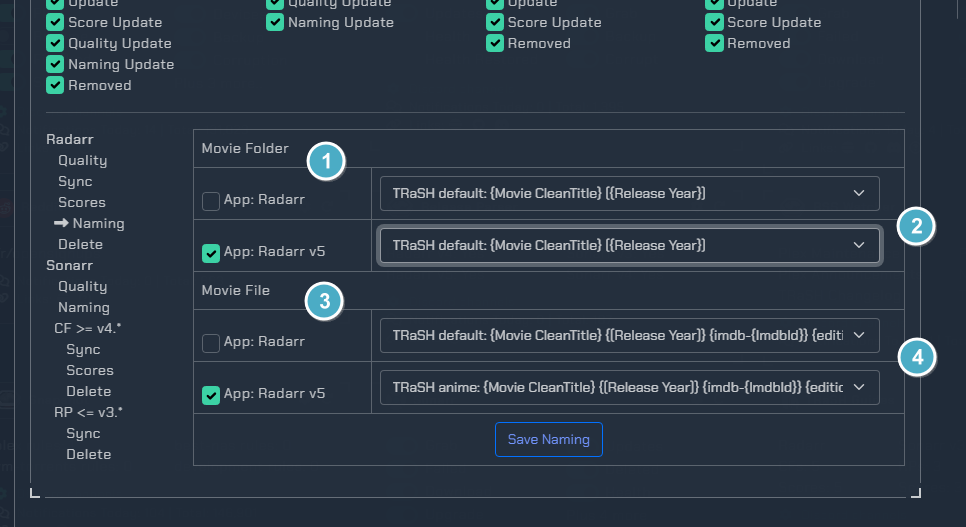 Update
Quality Update
Update
Update
Score Update
Naming Update
Score Update
Score Update
Quality Update
Removed
Removed
Naming Update
Removed
Radarr
Quality
Sync
Scores
Naming
Delete
Sonarr
Quality
Naming
CF >= v4.*
Sync
Scores
Delete
RP <= v3.*
Sync
Delete
Movie Folder
1
App: Radarr
TRaSH default: {Movie CleanTitle} ({Release Year})
2
App: Radarr v5
TRaSH default: {Movie CleanTitle} ({Release Year})
Movie File
3
App: Radarr
TRaSH default: {Movie CleanTitle} {(Release Year)} {imdb-{ImdbId}} {editi
4
App: Radarr v5
TRaSH anime: {Movie CleanTitle} {(Release Year)} {imdb-{ImdbId}} {editic
Save Naming